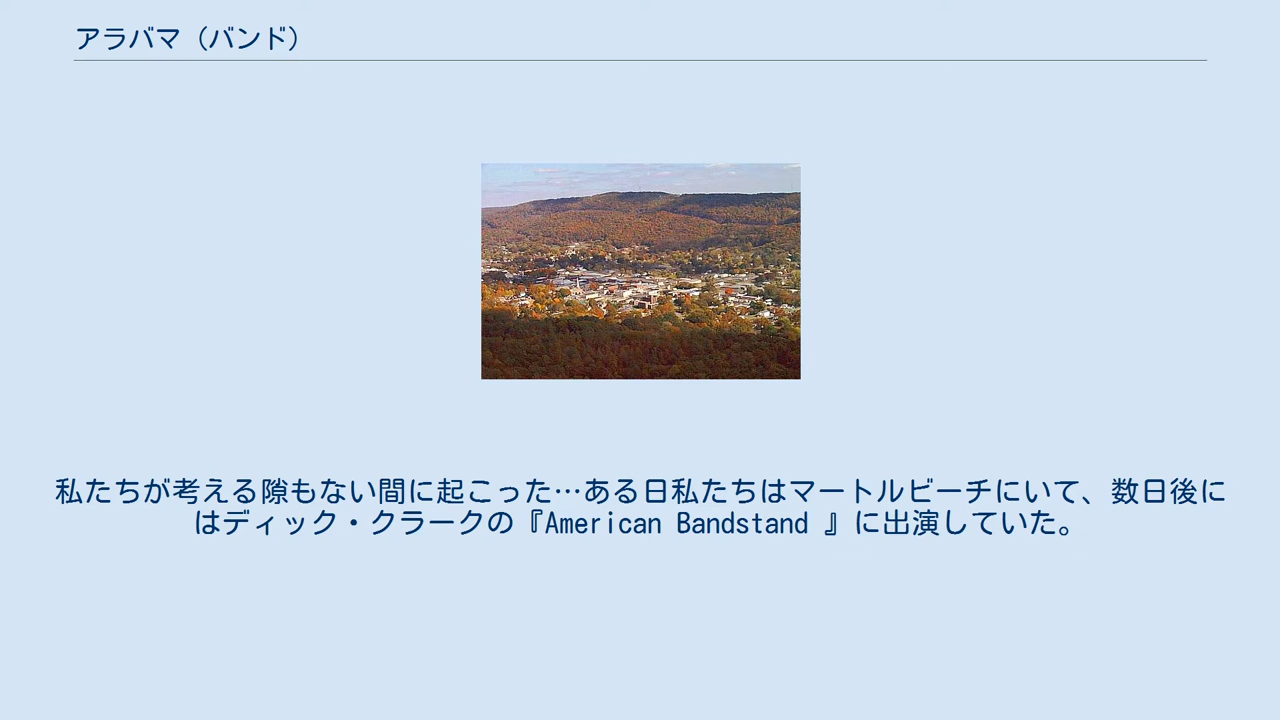 アラバマ（バンド）
私たちが考える隙もない間に起こった…ある日私たちはマートルビーチにいて、数日後に
はディック・クラークの『American Bandstand 』に出演していた。